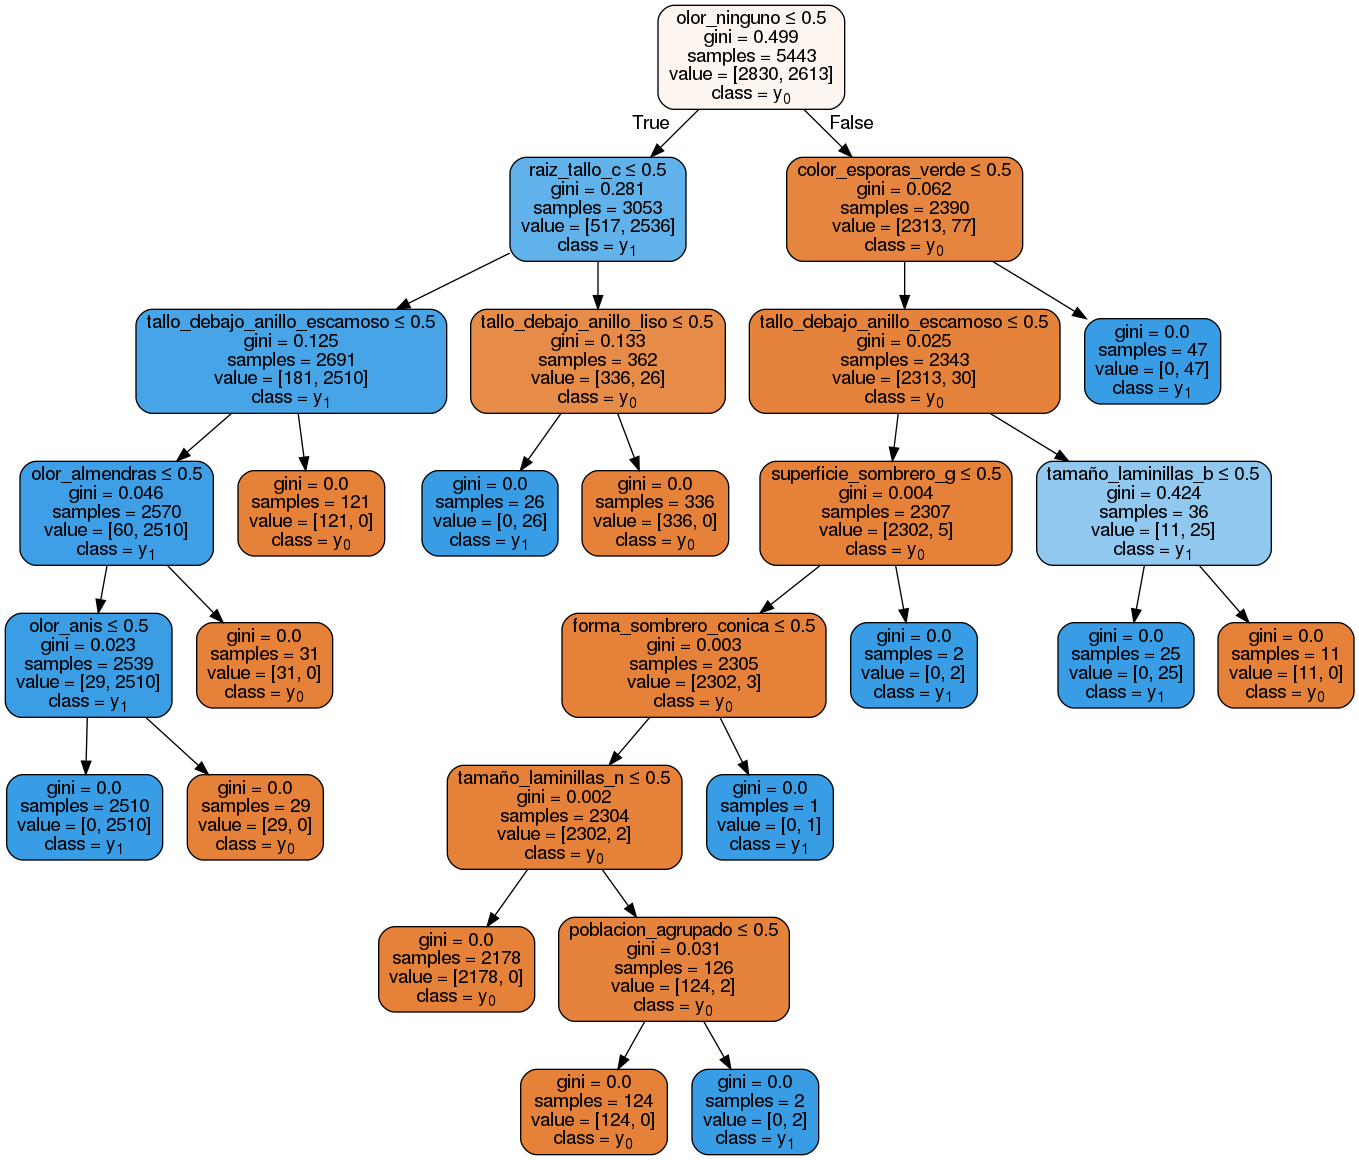 olor_ninguno ≤ 0.5
gini = 0.499
samples = 5443
value = [2830, 2613]
class = y0
True
False
raiz_tallo_c ≤ 0.5
gini = 0.281
samples = 3053
value = [517, 2536]
class = y1
color_esporas_verde ≤ 0.5
gini = 0.062
samples = 2390
value = [2313, 77]
class = y0
tallo_debajo_anillo_escamoso ≤ 0.5
gini = 0.125
samples = 2691
value = [181, 2510]
class = y1
tallo_debajo_anillo_liso ≤ 0.5
gini = 0.133
samples = 362
value = [336, 26]
class = y0
tallo_debajo_anillo_escamoso ≤ 0.5
gini = 0.025
samples = 2343
value = [2313, 30]
class = y0
gini = 0.0
samples = 47
value = [0, 47]
class = y1
olor_almendras ≤ 0.5
gini = 0.046
samples = 2570
value = [60, 2510]
class = y1
gini = 0.0
samples = 121
value = [121, 0]
class = y0
gini = 0.0
samples = 26
value = [0, 26]
class = y1
gini = 0.0
samples = 336
value = [336, 0]
class = y0
superficie_sombrero_g ≤ 0.5
gini = 0.004
samples = 2307
value = [2302, 5]
class = y0
tamaño_laminillas_b ≤ 0.5
gini = 0.424
samples = 36
value = [11, 25]
class = y1
olor_anis ≤ 0.5
gini = 0.023
samples = 2539
value = [29, 2510]
class = y1
gini = 0.0
samples = 31
value = [31, 0]
class = y0
forma_sombrero_conica ≤ 0.5
gini = 0.003
samples = 2305
value = [2302, 3]
class = y0
gini = 0.0
samples = 2
value = [0, 2]
class = y1
gini = 0.0
samples = 25
value = [0, 25]
class = y1
gini = 0.0
samples = 11
value = [11, 0]
class = y0
gini = 0.0
samples = 2510
value = [0, 2510]
class = y1
gini = 0.0
samples = 29
value = [29, 0]
class = y0
tamaño_laminillas_n ≤ 0.5
gini = 0.002
samples = 2304
value = [2302, 2]
class = y0
gini = 0.0
samples = 1
value = [0, 1]
class = y1
gini = 0.0
samples = 2178
value = [2178, 0]
class = y0
poblacion_agrupado ≤ 0.5
gini = 0.031
samples = 126
value = [124, 2]
class = y0
gini = 0.0
samples = 124
value = [124, 0]
class = y0
gini = 0.0
samples = 2
value = [0, 2]
class = y1